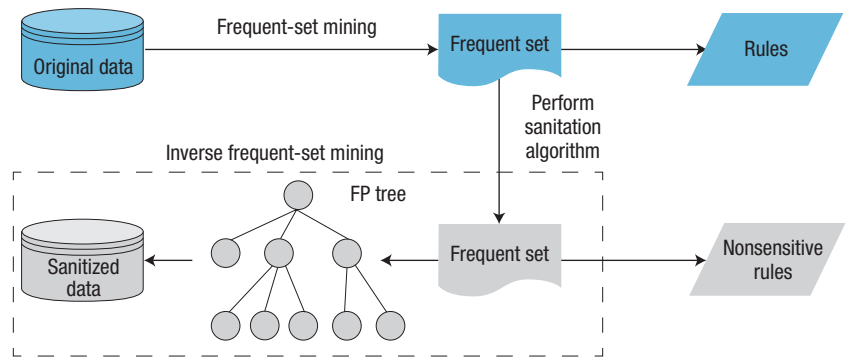 Frequent-set mining
Original data
Frequent set
Rules
Perform
sanitation
algorithm
Inverse frequent-set mining
FP tree
Sanitized
data
Frequent set
Nonsensitive
rules